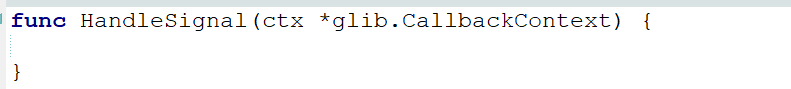 func HandleSignal(ctx *glib.CallbackContext) {
}